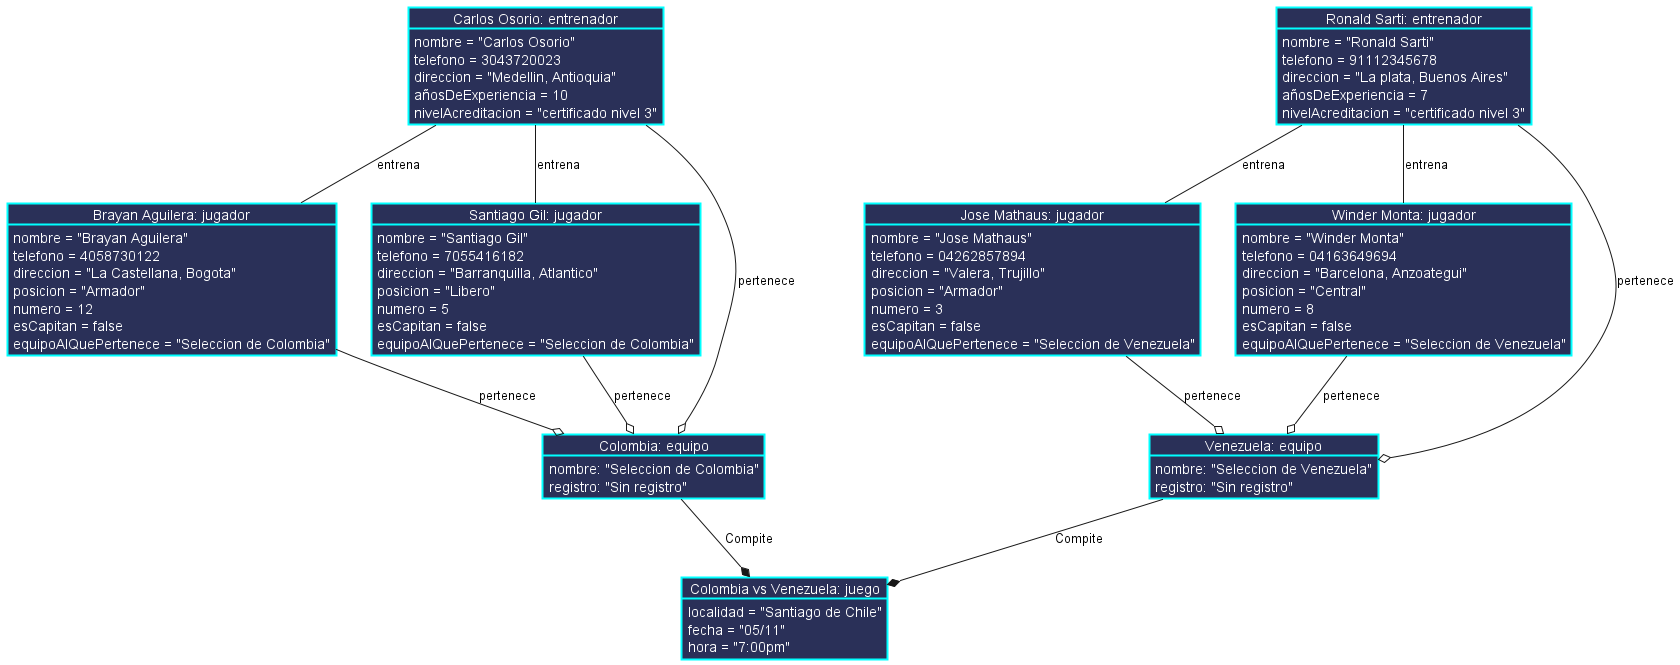 Carlos Osorio: entrenador
nombre = "Carlos Osorio"
telefono = 3043720023
direccion = "Medellin, Antioquia"
añosDeExperiencia = 10
nivelAcreditacion = "certificado nivel 3"
Ronald Sarti: entrenador
nombre = "Ronald Sarti"
telefono = 91112345678
direccion = "La plata, Buenos Aires"
añosDeExperiencia = 7
nivelAcreditacion = "certificado nivel 3"
entrena
entrena
entrena
entrena
Brayan Aguilera: jugador
nombre = "Brayan Aguilera"
telefono = 4058730122
direccion = "La Castellana, Bogota"
posicion = "Armador"
numero = 12
esCapitan = false
equipoAlQuePertenece = "Seleccion de Colombia"
Santiago Gil: jugador
nombre = "Santiago Gil"
telefono = 7055416182
direccion = "Barranquilla, Atlantico"
posicion = "Libero"
numero = 5
esCapitan = false
equipoAlQuePertenece = "Seleccion de Colombia"
pertenece
Jose Mathaus: jugador
nombre = "Jose Mathaus"
telefono = 04262857894
direccion = "Valera, Trujillo"
posicion = "Armador"
numero = 3
esCapitan = false
equipoAlQuePertenece = "Seleccion de Venezuela"
Winder Monta: jugador
nombre = "Winder Monta"
telefono = 04163649694
direccion = "Barcelona, Anzoategui"
posicion = "Central"
numero = 8
esCapitan = false
equipoAlQuePertenece = "Seleccion de Venezuela"
pertenece
pertenece
pertenece
pertenece
pertenece
Colombia: equipo
nombre: "Seleccion de Colombia"
registro: "Sin registro"
Venezuela: equipo
nombre: "Seleccion de Venezuela"
registro: "Sin registro"
Compite
Compite
Colombia vs Venezuela: juego
localidad = "Santiago de Chile"
fecha = "05/11"
hora = "7:00pm"